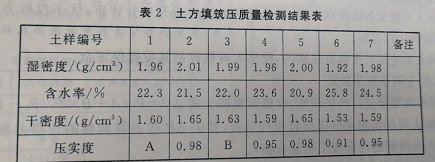 表 2 土方填筑压质量检测结果表
土样编号 1 2 3 4 5 6 7 备注
湿密度/(g/cm³) 1.96 2.01 1.99 1.96 2.00 1.92 1.98
含水率/% 22.3 21.5 22.0 23.6 20.9 25.8 24.5
干密度/(g/cm³) 1.60 1.65 1.63 1.59 1.65 1.53 1.59
压实度 A 0.98 B 0.95 0.98 0.91 0.95